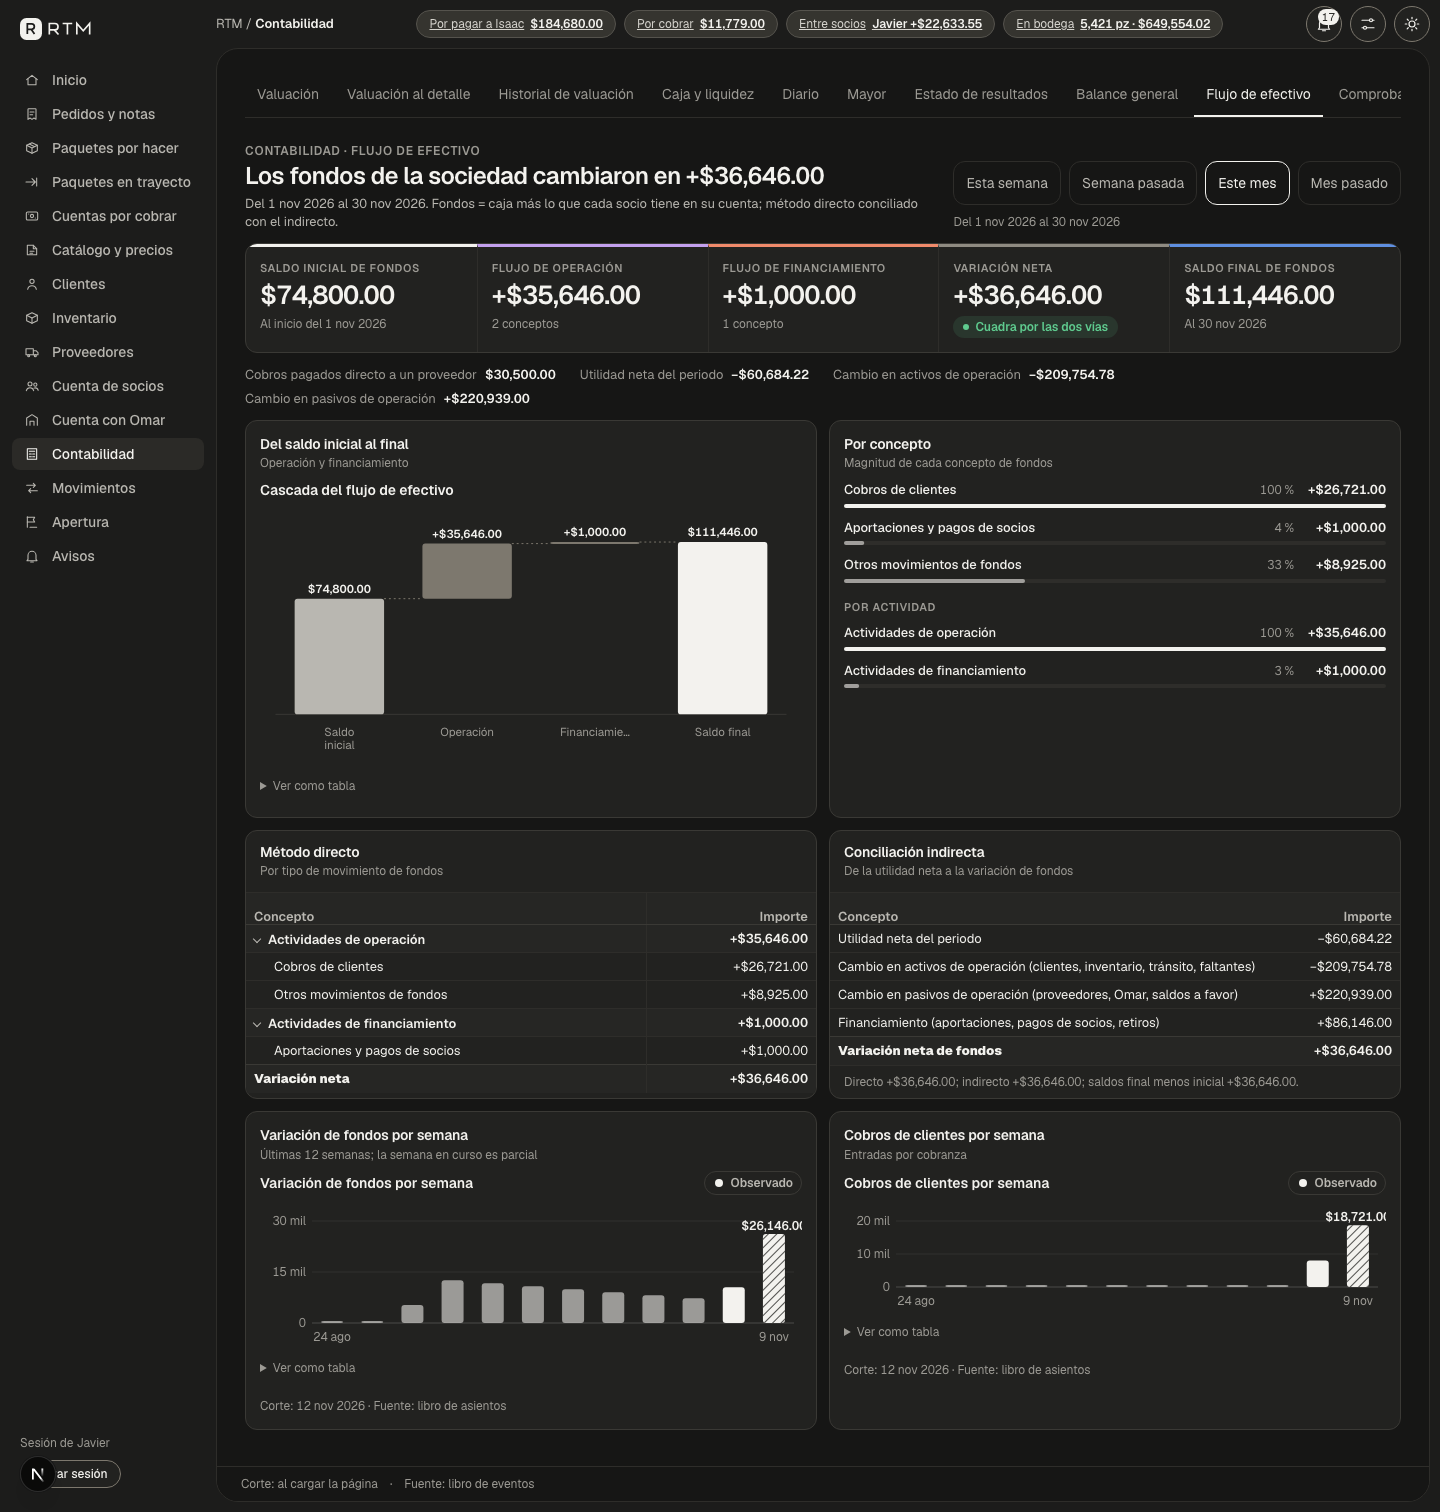 R RTM
RTM / Contabilidad
Por pagar a Isaac $184,680.00
Por cobrar $11,779.00
Entre socios Javier +$22,633.55
En bodega 5,421 pz · $649,554.02
17
Inicio
Pedidos y notas
Paquetes por hacer
Paquetes en trayecto
Cuentas por cobrar
Catálogo y precios
Clientes
Inventario
Proveedores
Cuenta de socios
Cuenta con Omar
Contabilidad
Movimientos
Apertura
Avisos
Sesión de Javier
N
ar sesión
Valuación
Valuación al detalle
Historial de valuación
Caja y liquidez
Diario
Mayor
Estado de resultados
Balance general
Flujo de efectivo
Comproba
CONTABILIDAD · FLUJO DE EFECTIVO
Los fondos de la sociedad cambiaron en +$36,646.00
Del 1 nov 2026 al 30 nov 2026. Fondos = caja más lo que cada socio tiene en su cuenta; método directo conciliado
con el indirecto.
Esta semana
Semana pasada
Este mes
Mes pasado
Del 1 nov 2026 al 30 nov 2026
SALDO INICIAL DE FONDOS
$74,800.00
Al inicio del 1 nov 2026
FLUJO DE OPERACIÓN
+$35,646.00
2 conceptos
FLUJO DE FINANCIAMIENTO
+$1,000.00
1 concepto
VARIACIÓN NETA
+$36,646.00
Cuadra por las dos vías
SALDO FINAL DE FONDOS
$111,446.00
Al 30 nov 2026
Cobros pagados directo a un proveedor $30,500.00 Utilidad neta del periodo −$60,684.22 Cambio en activos de operación −$209,754.78
Cambio en pasivos de operación +$220,939.00
Del saldo inicial al final
Operación y financiamiento
Cascada del flujo de efectivo
$74,800.00
+$35,646.00
+$1,000.00
$111,446.00
Saldo
inicial
Operación
Financiamie…
Saldo final
Ver como tabla
Por concepto
Magnitud de cada concepto de fondos
Cobros de clientes 100 % +$26,721.00
Aportaciones y pagos de socios 4 % +$1,000.00
Otros movimientos de fondos 33 % +$8,925.00
POR ACTIVIDAD
Actividades de operación 100 % +$35,646.00
Actividades de financiamiento 3 % +$1,000.00
Método directo
Por tipo de movimiento de fondos
Concepto Importe
Actividades de operación +$35,646.00
Cobros de clientes +$26,721.00
Otros movimientos de fondos +$8,925.00
Actividades de financiamiento +$1,000.00
Aportaciones y pagos de socios +$1,000.00
Variación neta +$36,646.00
Conciliación indirecta
De la utilidad neta a la variación de fondos
Concepto Importe
Utilidad neta del periodo −$60,684.22
Cambio en activos de operación (clientes, inventario, tránsito, faltantes) −$209,754.78
Cambio en pasivos de operación (proveedores, Omar, saldos a favor) +$220,939.00
Financiamiento (aportaciones, pagos de socios, retiros) +$86,146.00
Variación neta de fondos +$36,646.00
Directo +$36,646.00; indirecto +$36,646.00; saldos final menos inicial +$36,646.00.
Variación de fondos por semana
Últimas 12 semanas; la semana en curso es parcial
Variación de fondos por semana
Observado
30 mil
15 mil
0
$26,146.00
24 ago
9 nov
Ver como tabla
Corte: 12 nov 2026 · Fuente: libro de asientos
Cobros de clientes por semana
Entradas por cobranza
Cobros de clientes por semana
Observado
20 mil
10 mil
0
$18,721.00
24 ago
9 nov
Ver como tabla
Corte: 12 nov 2026 · Fuente: libro de asientos
Corte: al cargar la página · Fuente: libro de eventos